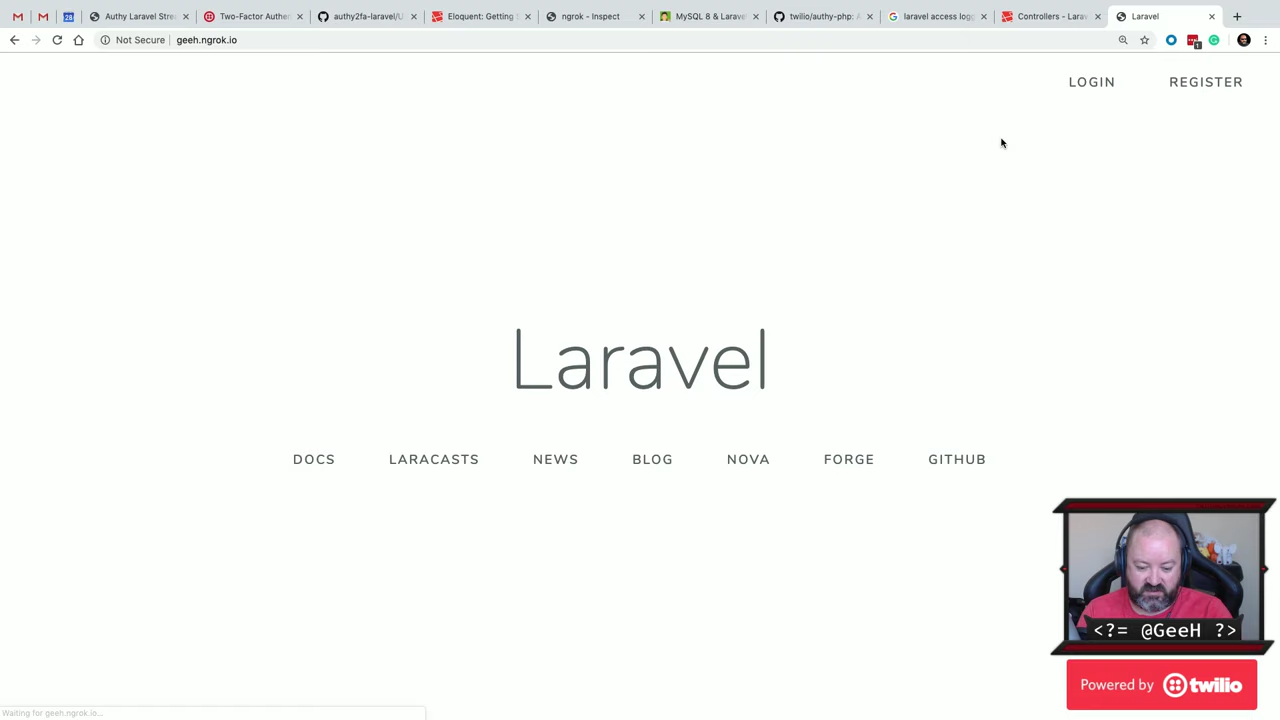 Authy Laravel Stre
Two-Factor Authen
authy2fa-laravel/U
Eloquent: Getting S
ngrok - Inspect
MySQL 8 & Larave
twilio/authy-php: A
laravel access logg
Controllers - Larav
Laravel
Not Secure
geeh.ngrok.io
LOGIN
REGISTER
Laravel
DOCS
LARACASTS
NEWS
BLOG
NOVA
FORGE
GITHUB
<?= @GeeH ?>
Powered by twilio
Waiting for geeh.ngrok.io...